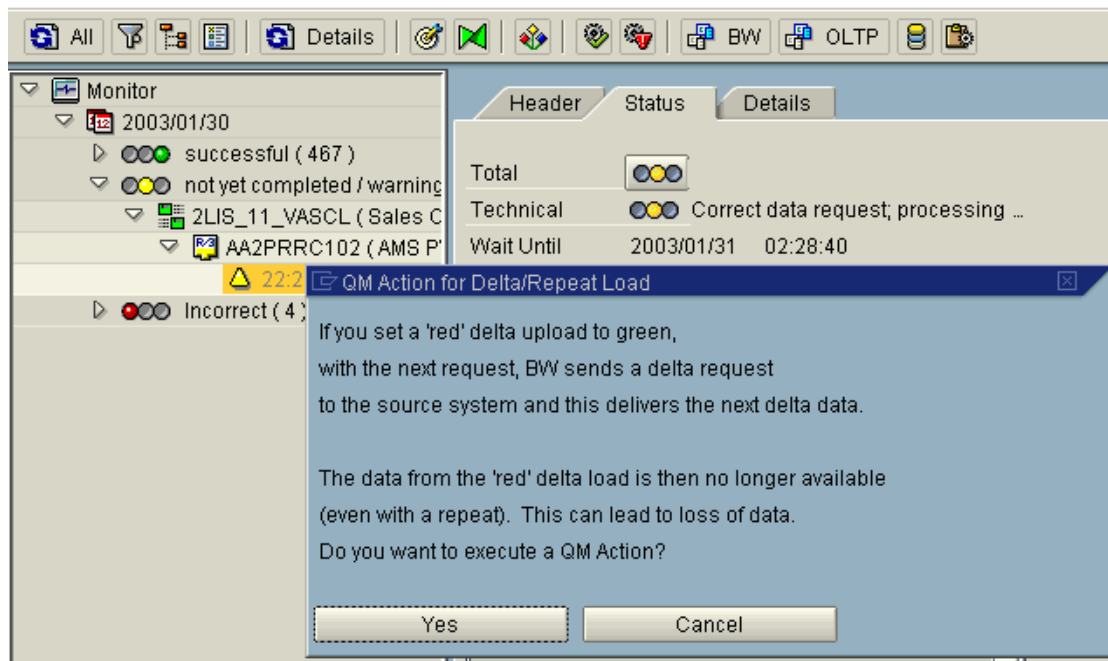 All Details BW OLTP
Monitor
2003/01/30
successful ( 467 )
not yet completed / warning
2LIS_11_VASCL ( Sales
AA2PRRC102 ( AMS
22:2
Incorrect ( 4 )
Header Status Details
Total
Technical Correct data request; processing ...
Wait Until 2003/01/31 02:28:40
QM Action for Delta/Repeat Load
If you set a 'red' delta upload to green,
with the next request, BW sends a delta request
to the source system and this delivers the next delta data.
The data from the 'red' delta load is then no longer available
(even with a repeat). This can lead to loss of data.
Do you want to execute a QM Action?
Yes Cancel